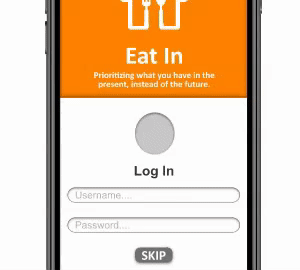 Eat In
Prioritizing what you have in the
present, instead of the future.
Log In
Username....
Password....
SKIP